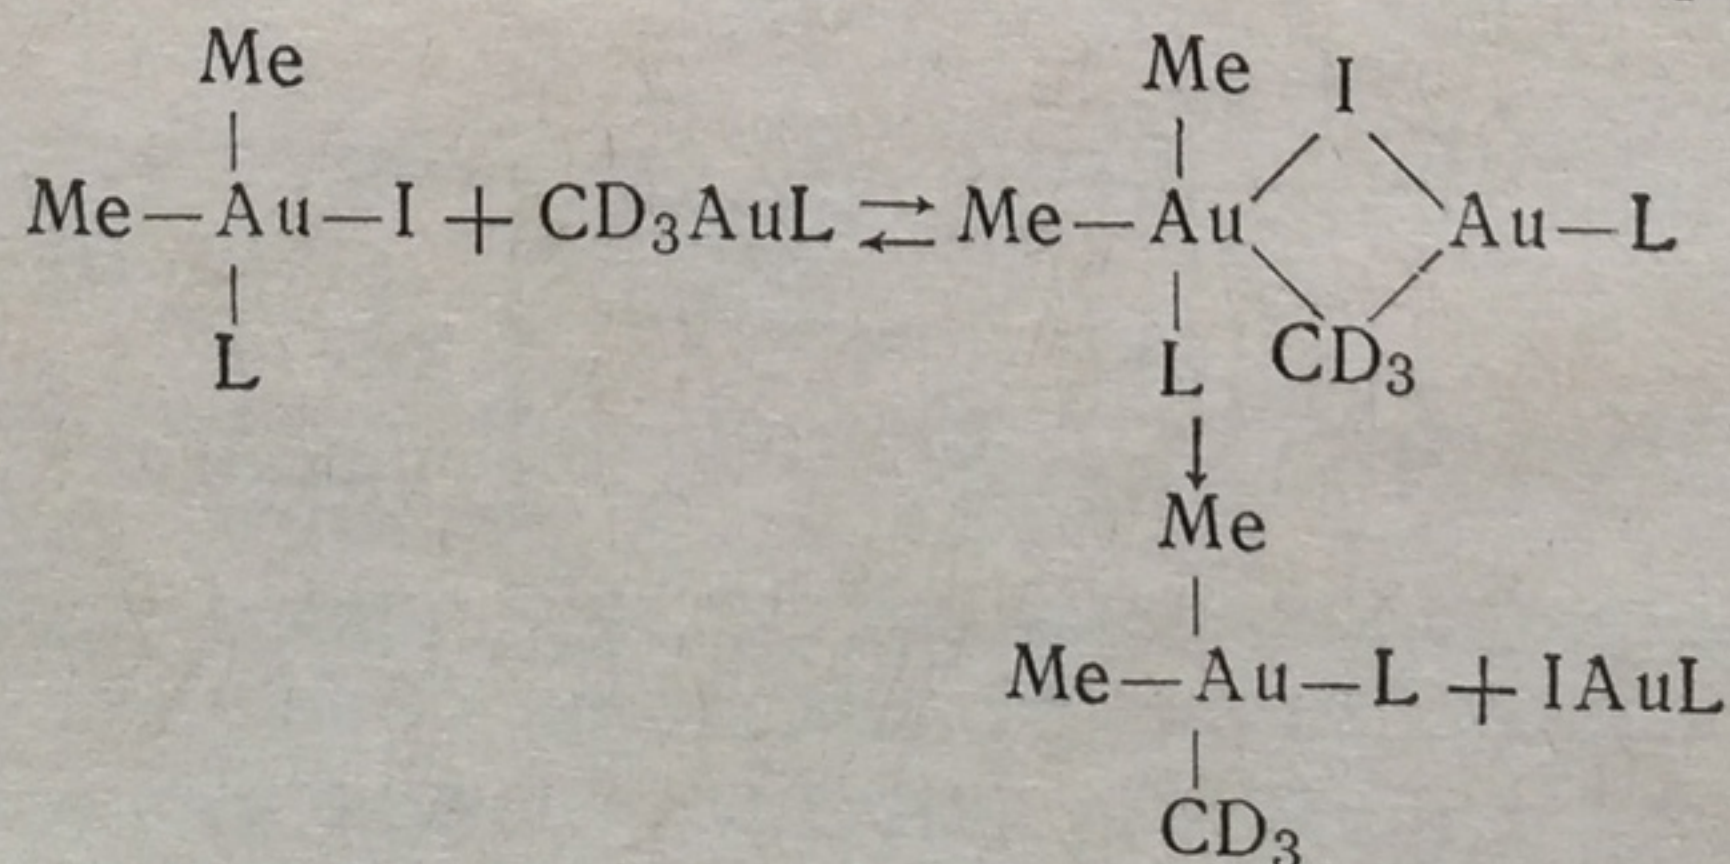 Me Me I
Me—Au—I + CD₃AuL ⇄ Me—Au Au—L
L L CD₃
↓
Me
Me—Au—L + IAuL
CD₃